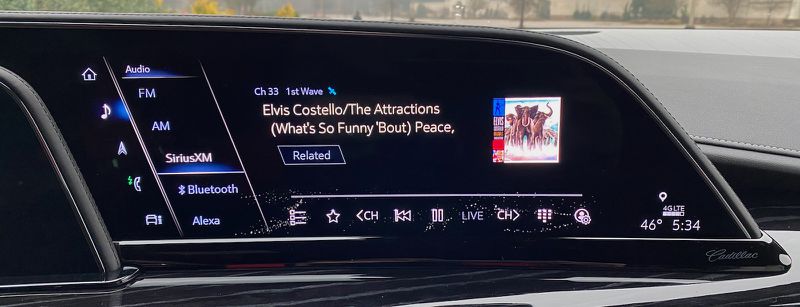 Audio
FM
AM
SiriusXM
Bluetooth
Alexa
Ch 33 1st Wave
Elvis Costello/The Attractions
(What's So Funny 'Bout) Peace,
Related
ELVIS
<CH
LIVE
CH>
4G LTE
46° 5:34
Cadillac